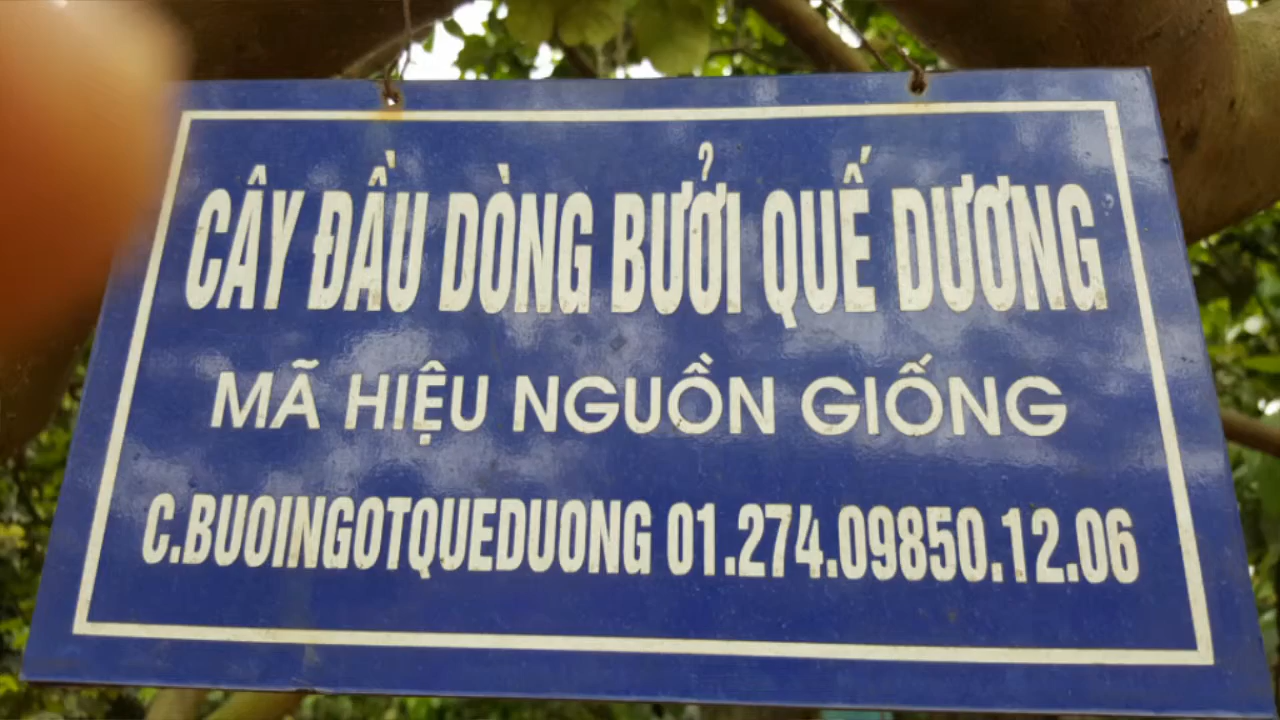 CÂY ĐẦU DÒNG BƯỞI QUẾ DƯƠNG
MÃ HIỆU NGUỒN GIỐNG
C.BUOINGOTQUEDUONG 01.274.09850.12.06